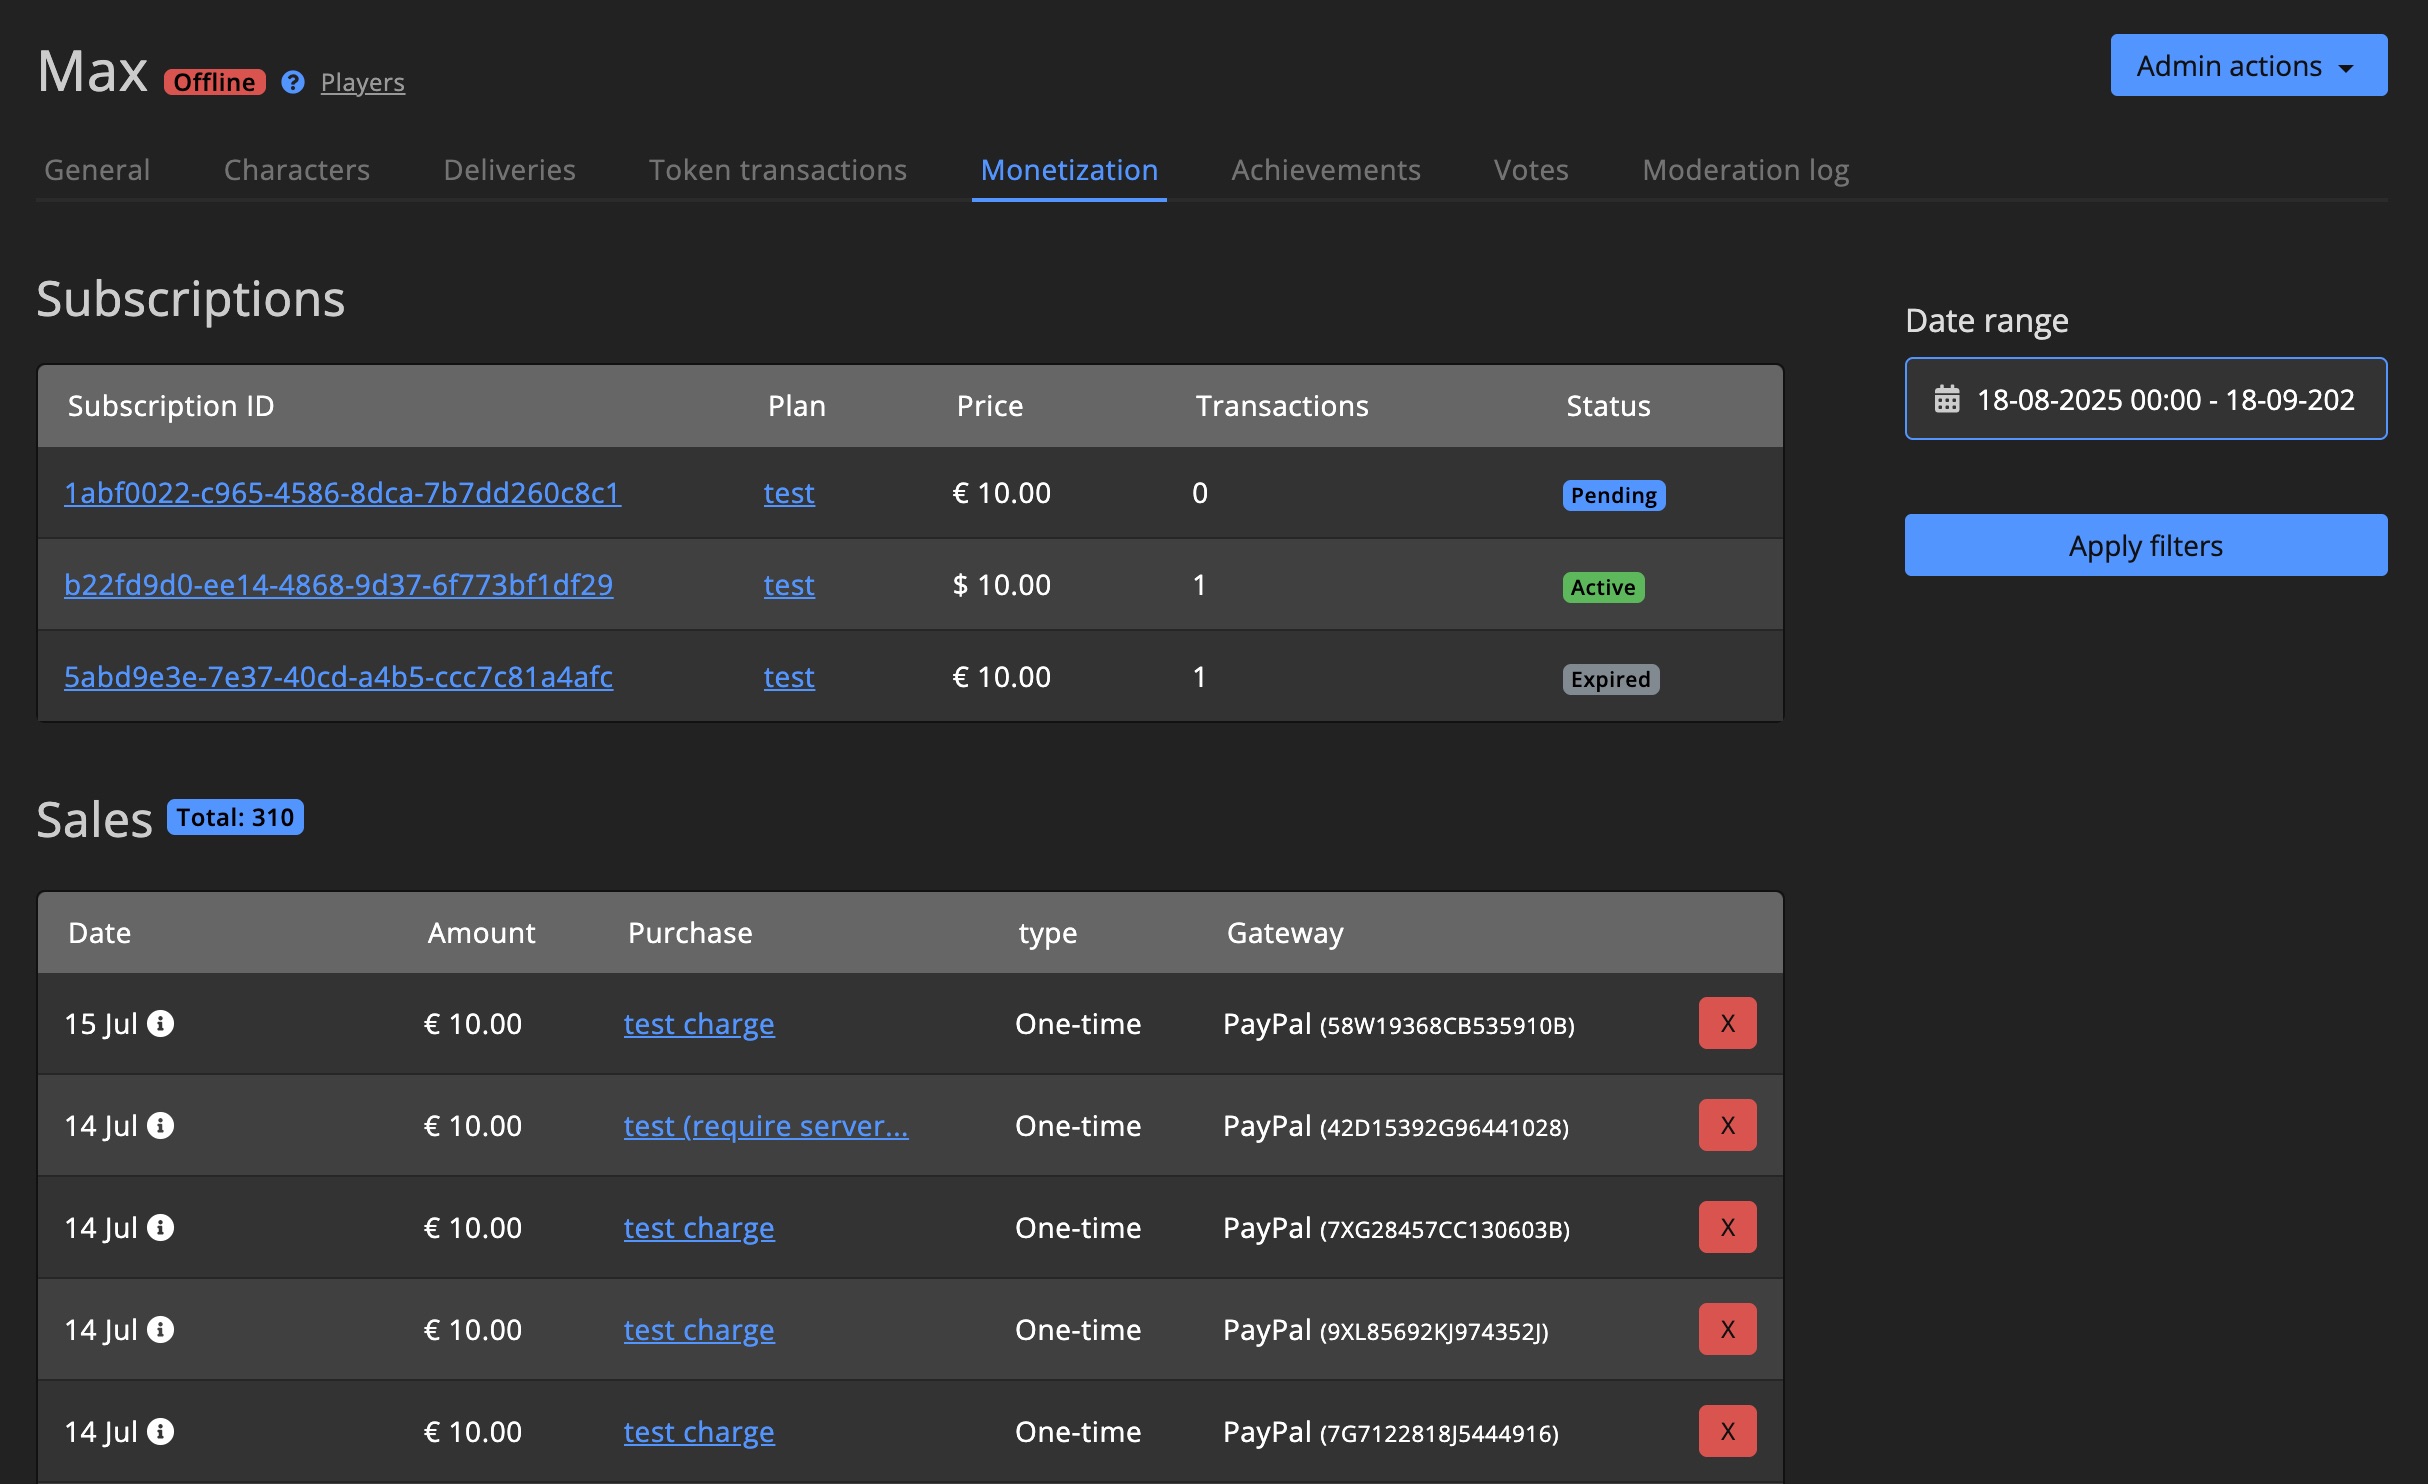 Max Offline ? Players
Admin actions
General Characters Deliveries Token transactions Monetization Achievements Votes Moderation log
Subscriptions
Date range
18-08-2025 00:00 - 18-09-202
Apply filters
Subscription ID Plan Price Transactions Status
1abf0022-c965-4586-8dca-7b7dd260c8c1 test € 10.00 0 Pending
b22fd9d0-ee14-4868-9d37-6f773bf1df29 test $ 10.00 1 Active
5abd9e3e-7e37-40cd-a4b5-ccc7c81a4afc test € 10.00 1 Expired
Sales Total: 310
Date Amount Purchase type Gateway
15 Jul € 10.00 test charge One-time PayPal (58W19368CB535910B) X
14 Jul € 10.00 test (require server... One-time PayPal (42D15392G96441028) X
14 Jul € 10.00 test charge One-time PayPal (7XG28457CC130603B) X
14 Jul € 10.00 test charge One-time PayPal (9XL85692KJ974352J) X
14 Jul € 10.00 test charge One-time PayPal (7G7122818J5444916) X